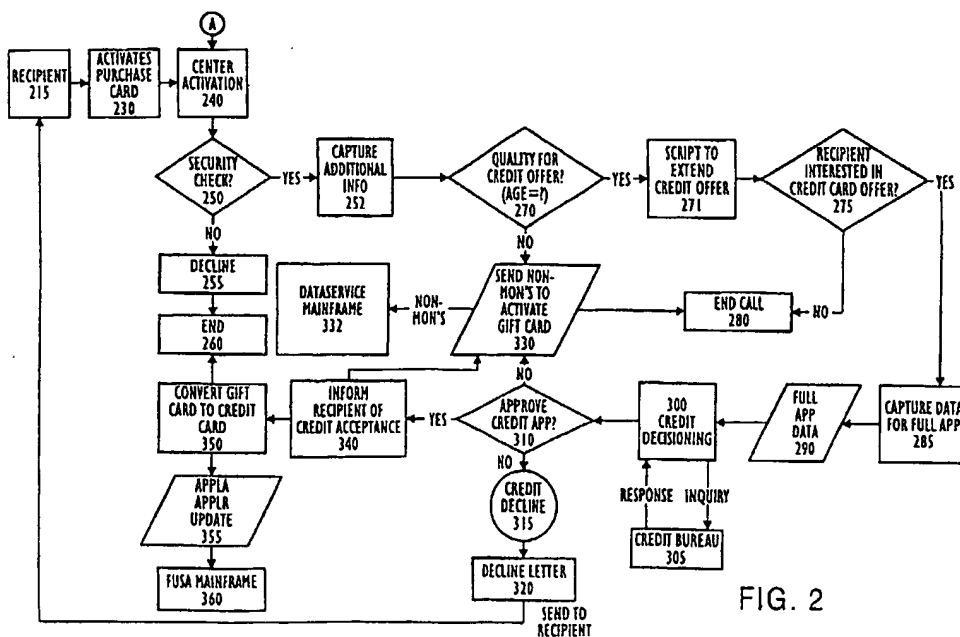 A
RECIPIENT
215
ACTIVATES
PURCHASE
CARD
230
CENTER
ACTIVATION
240
SECURITY
CHECK?
250
YES
CAPTURE
ADDITIONAL
INFO
252
QUALITY FOR
CREDIT OFFER?
(AGE=?)
270
YES
SCRIPT TO
EXTEND
CREDIT OFFER
271
RECIPIENT
INTERESTED IN
CREDIT CARD OFFER?
275
YES
NO
DECLINE
255
END
260
DATASERVICE
MAINFRAME
332
NON-
MON'S
NO
SEND NON-
MON'S TO
ACTIVATE
GIFT CARD
330
END CALL
280
NO
CONVERT GIFT
CARD TO CREDIT
CARD
350
INFORM
RECIPIENT OF
CREDIT ACCEPTANCE
340
YES
NO
APPROVE
CREDIT APP?
310
300
CREDIT
DECISIONING
FULL
APP
DATA
290
CAPTURE DATA
FOR FULL APP
285
NO
CREDIT
DECLINE
315
RESPONSE INQUIRY
CREDIT BUREAU
305
APPLA
APPLR
UPDATE
355
FUSA MAINFRAME
360
DECLINE LETTER
320
SEND TO
RECIPIENT
FIG. 2